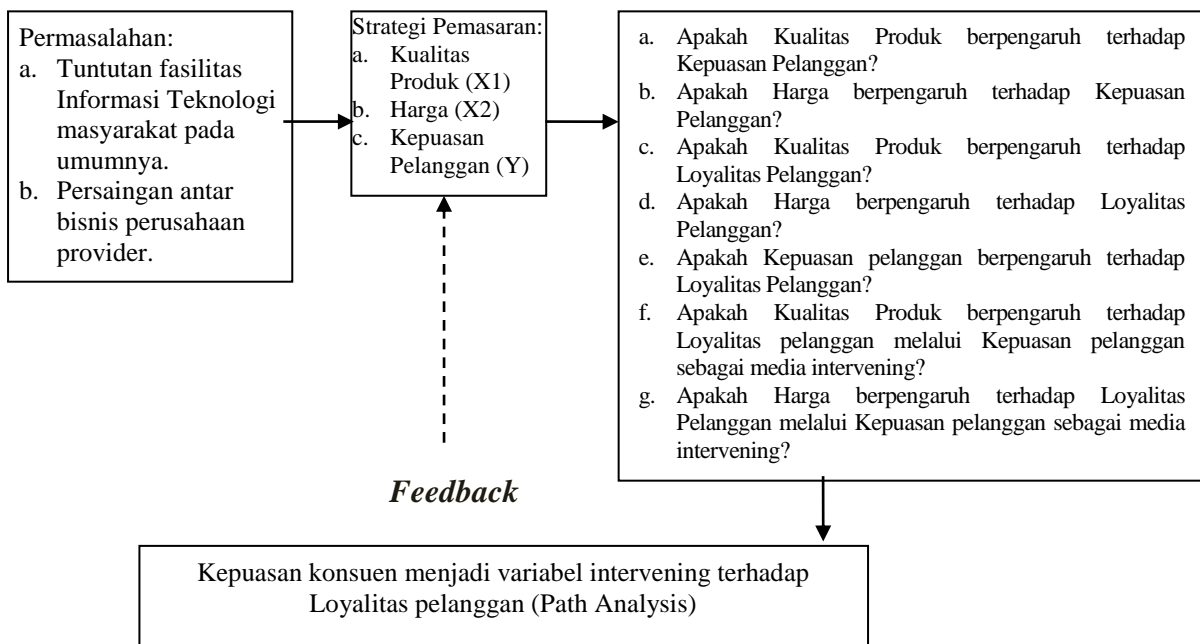 Permasalahan:
a. Tuntutan fasilitas
Informasi Teknologi
masyarakat pada
umumnya.
b. Persaingan antar
bisnis perusahaan
provider.
Strategi Pemasaran:
a. Kualitas
Produk (X1)
b. Harga (X2)
c. Kepuasan
Pelanggan (Y)
a. Apakah Kualitas Produk berpengaruh terhadap
Kepuasan Pelanggan?
b. Apakah Harga berpengaruh terhadap Kepuasan
Pelanggan?
c. Apakah Kualitas Produk berpengaruh terhadap
Loyalitas Pelanggan?
d. Apakah Harga berpengaruh terhadap Loyalitas
Pelanggan?
e. Apakah Kepuasan pelanggan berpengaruh terhadap
Loyalitas Pelanggan?
f. Apakah Kualitas Produk berpengaruh terhadap
Loyalitas pelanggan melalui Kepuasan pelanggan
sebagai media intervening?
g. Apakah Harga berpengaruh terhadap Loyalitas
Pelanggan melalui Kepuasan pelanggan sebagai media
intervening?
Feedback
Kepuasan konsuen menjadi variabel intervening terhadap
Loyalitas pelanggan (Path Analysis)